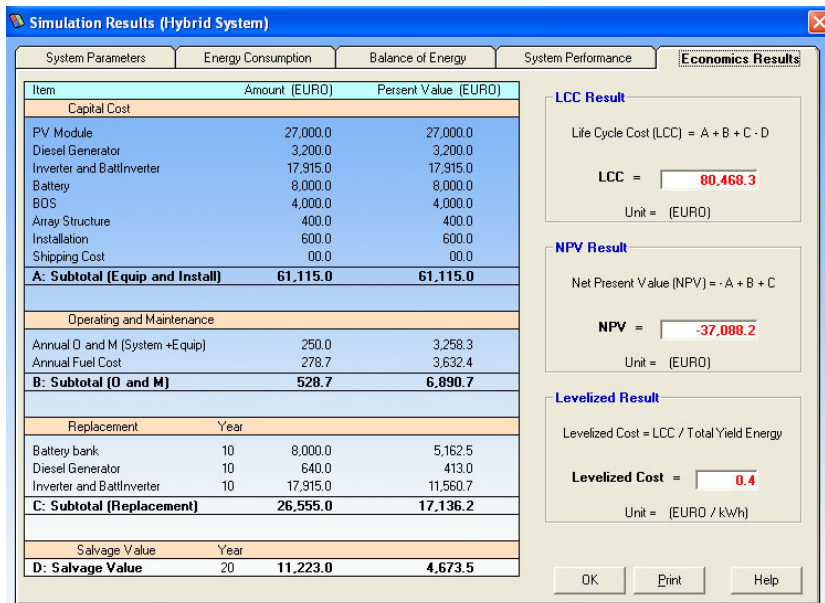 Simulation Results (Hybrid System)
System Parameters Energy Consumption Balance of Energy System Performance Economics Results
Item Amount (EURO) Persent Value (EURO)
Capital Cost
PV Module 27,000.0 27,000.0
Diesel Generator 3,200.0 3,200.0
Inverter and BattInverter 17,915.0 17,915.0
Battery 8,000.0 8,000.0
BOS 4,000.0 4,000.0
Array Structure 400.0 400.0
Installation 600.0 600.0
Shipping Cost 00.0 00.0
A: Subtotal (Equip and Install) 61,115.0 61,115.0
Operating and Maintenance
Annual O and M (System +Equip) 250.0 3,258.3
Annual Fuel Cost 278.7 3,632.4
B: Subtotal (O and M) 528.7 6,890.7
Replacement Year
Battery bank 10 8,000.0 5,162.5
Diesel Generator 10 640.0 413.0
Inverter and BattInverter 10 17,915.0 11,560.7
C: Subtotal (Replacement) 26,555.0 17,136.2
Salvage Value Year
D: Salvage Value 20 11,223.0 4,673.5
LCC Result
Life Cycle Cost (LCC) = A + B + C - D
LCC = 80,468.3
Unit = (EURO)
NPV Result
Net Present Value (NPV) = - A + B + C
NPV = -37,088.2
Unit = (EURO)
Levelized Result
Levelized Cost = LCC / Total Yield Energy
Levelized Cost = 0.4
Unit = (EURO / kWh)
OK Print Help